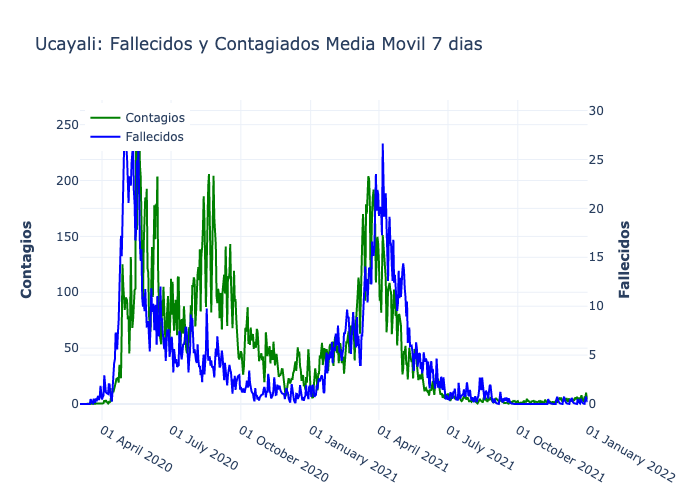 Ucayali: Fallecidos y Contagiados Media Movil 7 dias
Contagios
Fallecidos
250
200
150
100
50
0
Contagios
30
25
20
15
10
5
0
Fallecidos
01 April 2020
01 July 2020
01 October 2020
01 January 2021
01 April 2021
01 July 2021
01 October 2021
01 January 2022